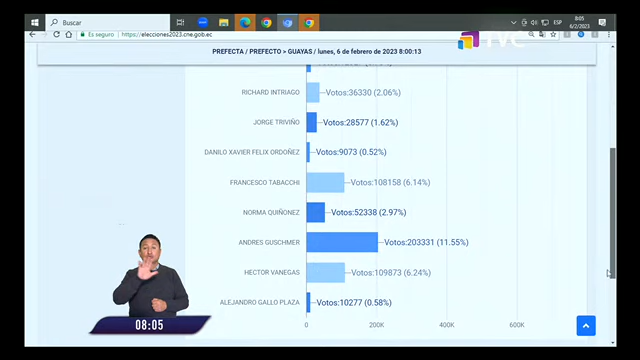 Buscar
ESP
8:05
6/2/2023
Es seguro
https://elecciones2023.cne.gob.ec
TVC
PREFECTA / PREFECTO > GUAYAS / lunes, 6 de febrero de 2023 8:00:13
RICHARD INTRIAGO Votos:36330 (2.06%)
JORGE TRIVIÑO Votos:28577 (1.62%)
DANILO XAVIER FELIX ORDOÑEZ Votos:9073 (0.52%)
FRANCESCO TABACCHI Votos:108158 (6.14%)
NORMA QUIÑONEZ Votos:52338 (2.97%)
ANDRES GUSCHMER Votos:203331 (11.55%)
HECTOR VANEGAS Votos:109873 (6.24%)
ALEJANDRO GALLO PLAZA Votos:10277 (0.58%)
0 200K 400K 600K
08:05